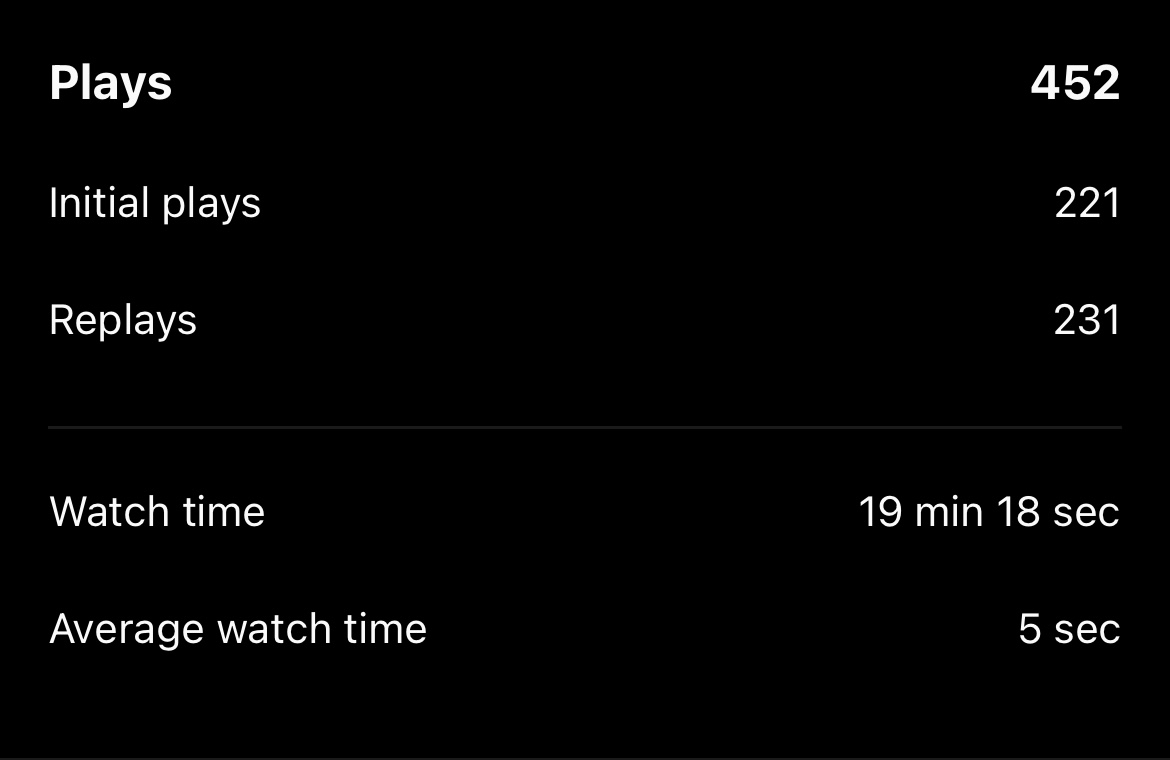 Plays 452
Initial plays 221
Replays 231
Watch time 19 min 18 sec
Average watch time 5 sec